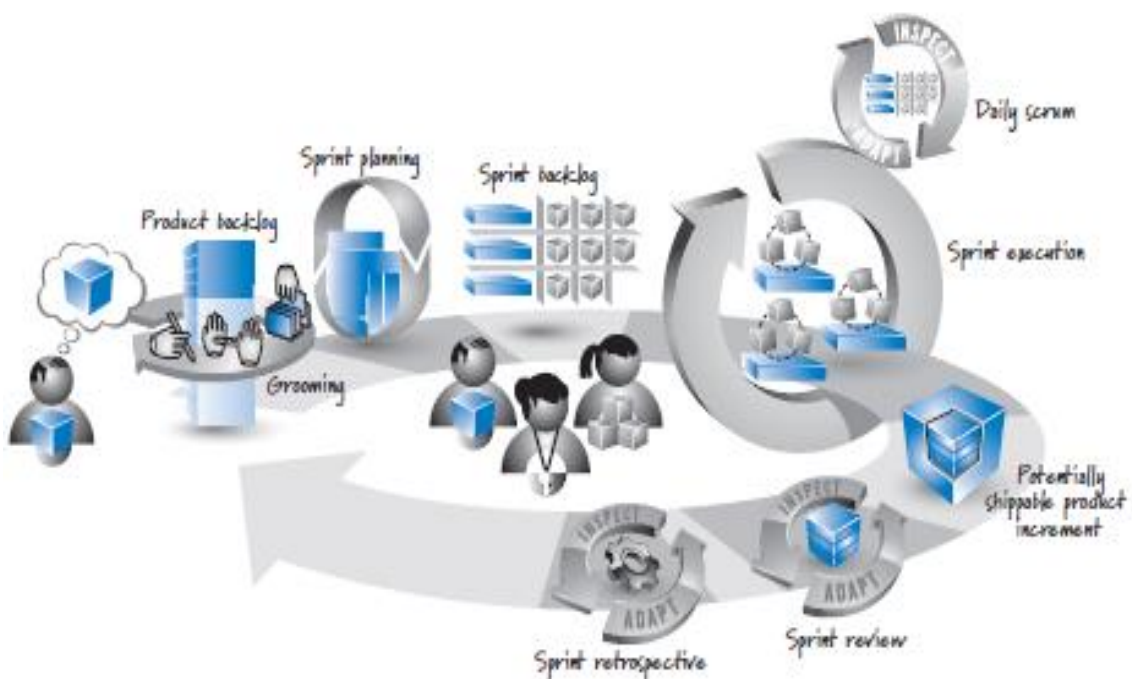 INSPECT
ADAPT
Daily scrum
Sprint planning
Sprint backlog
Product backlog
Sprint execution
Grooming
Potentially
shippable product
increment
INSPECT
ADAPT
Sprint review
INSPECT
ADAPT
Sprint retrospective